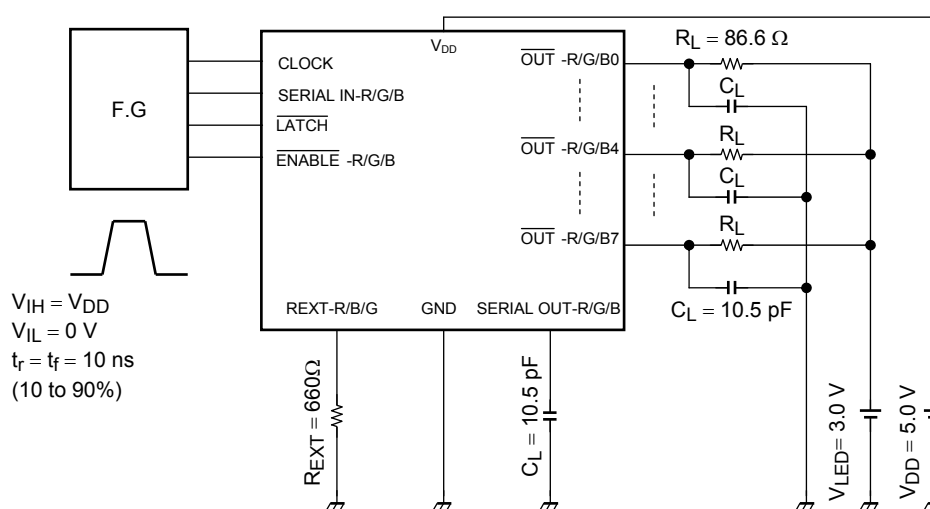 V_DD
F.G
CLOCK
SERIAL IN-R/G/B
LATCH
ENABLE -R/G/B
OUT -R/G/B0
OUT -R/G/B4
OUT -R/G/B7
R_L = 86.6 Ω
C_L
R_L
C_L
R_L
C_L = 10.5 pF
REXT-R/B/G
GND
SERIAL OUT-R/G/B
V_IH = V_DD
V_IL = 0 V
t_r = t_f = 10 ns
(10 to 90%)
R_EXT = 660Ω
C_L = 10.5 pF
V_LED= 3.0 V
V_DD = 5.0 V